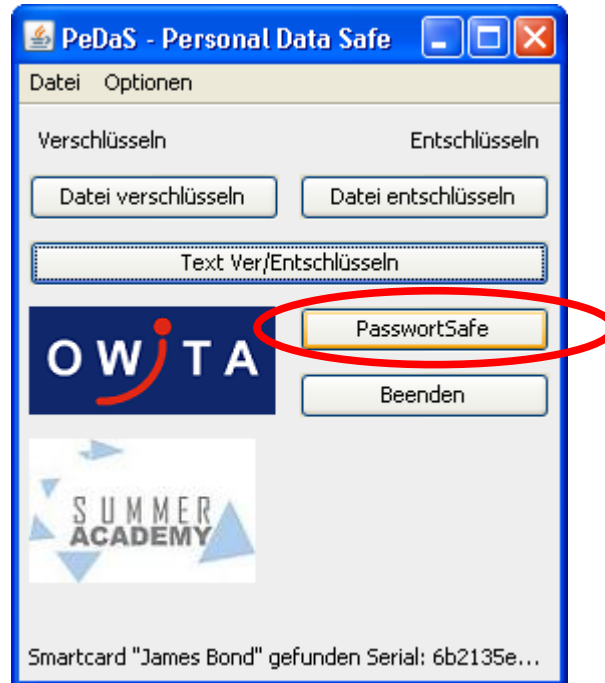 PeDaS - Personal Data Safe
Datei Optionen
Verschlüsseln Entschlüsseln
Datei verschlüsseln Datei entschlüsseln
Text Ver/Entschlüsseln
OWiTA PasswortSafe
Beenden
SUMMER
ACADEMY
Smartcard "James Bond" gefunden Serial: 6b2135e...